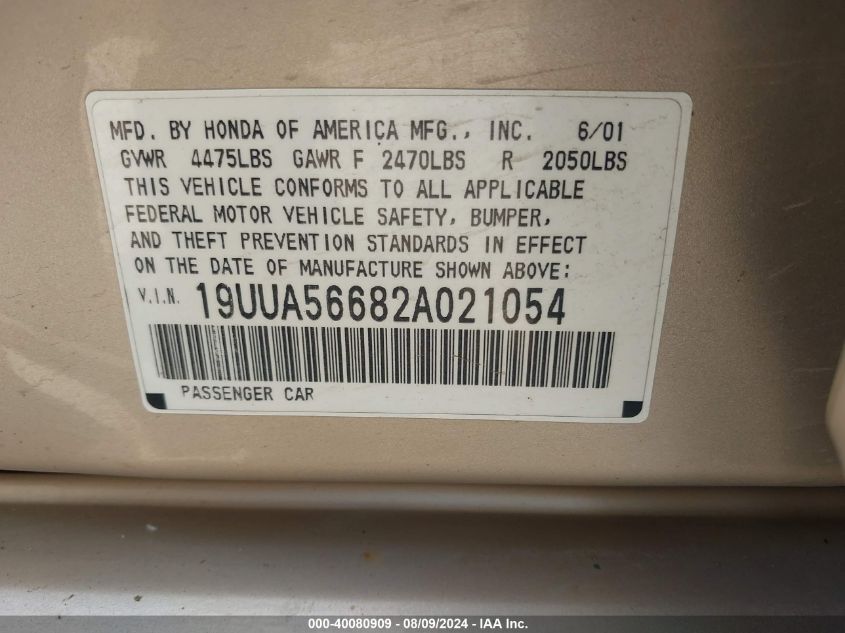 MFD. BY HONDA OF AMERICA MFG., INC. 6/01
GVWR 4475LBS GAWR F 2470LBS R 2050LBS
THIS VEHICLE CONFORMS TO ALL APPLICABLE
FEDERAL MOTOR VEHICLE SAFETY, BUMPER,
AND THEFT PREVENTION STANDARDS IN EFFECT
ON THE DATE OF MANUFACTURE SHOWN ABOVE:
V.I.N. 19UUA56682A021054
PASSENGER CAR
000-40080909 - 08/09/2024 - IAA Inc.